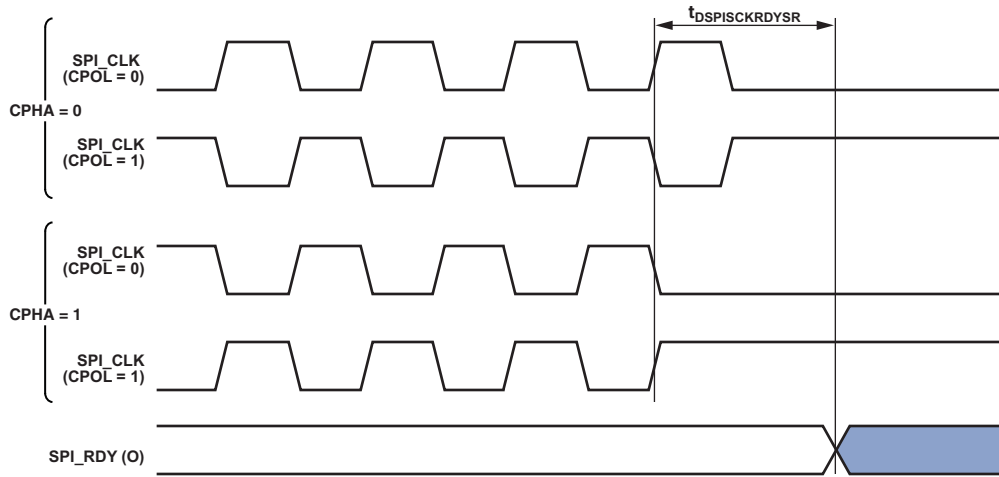 tDSPISCKRDYSR
SPI_CLK
(CPOL = 0)
CPHA = 0
SPI_CLK
(CPOL = 1)
SPI_CLK
(CPOL = 0)
CPHA = 1
SPI_CLK
(CPOL = 1)
SPI_RDY (O)